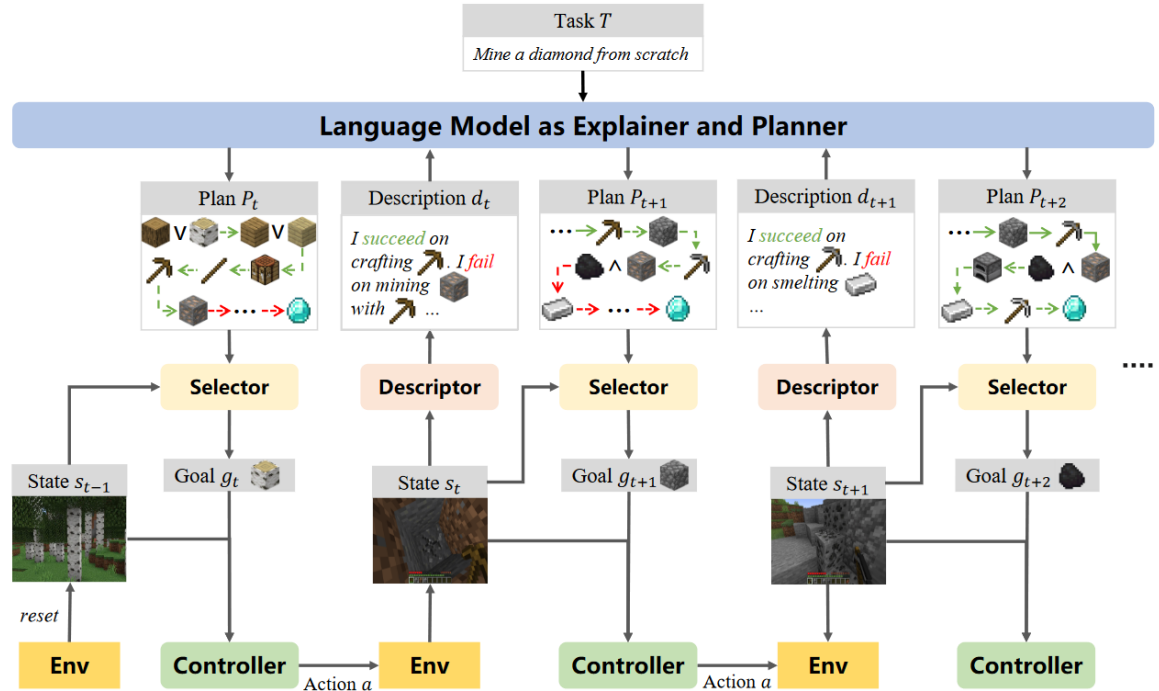 Task T
Mine a diamond from scratch
Language Model as Explainer and Planner
Plan Pₜ
V
V
Description dₜ
I succeed on
crafting . I fail
on mining
with ...
Plan Pₜ₊₁
...
∧
...
Description dₜ₊₁
I succeed on
crafting . I fail
on smelting
...
Plan Pₜ₊₂
...
∧
...
Selector
Descriptor
Selector
Descriptor
Selector
....
State sₜ₋₁
Goal gₜ
State sₜ
Goal gₜ₊₁
State sₜ₊₁
Goal gₜ₊₂
reset
Env
Controller
Action a
Env
Controller
Action a
Env
Controller